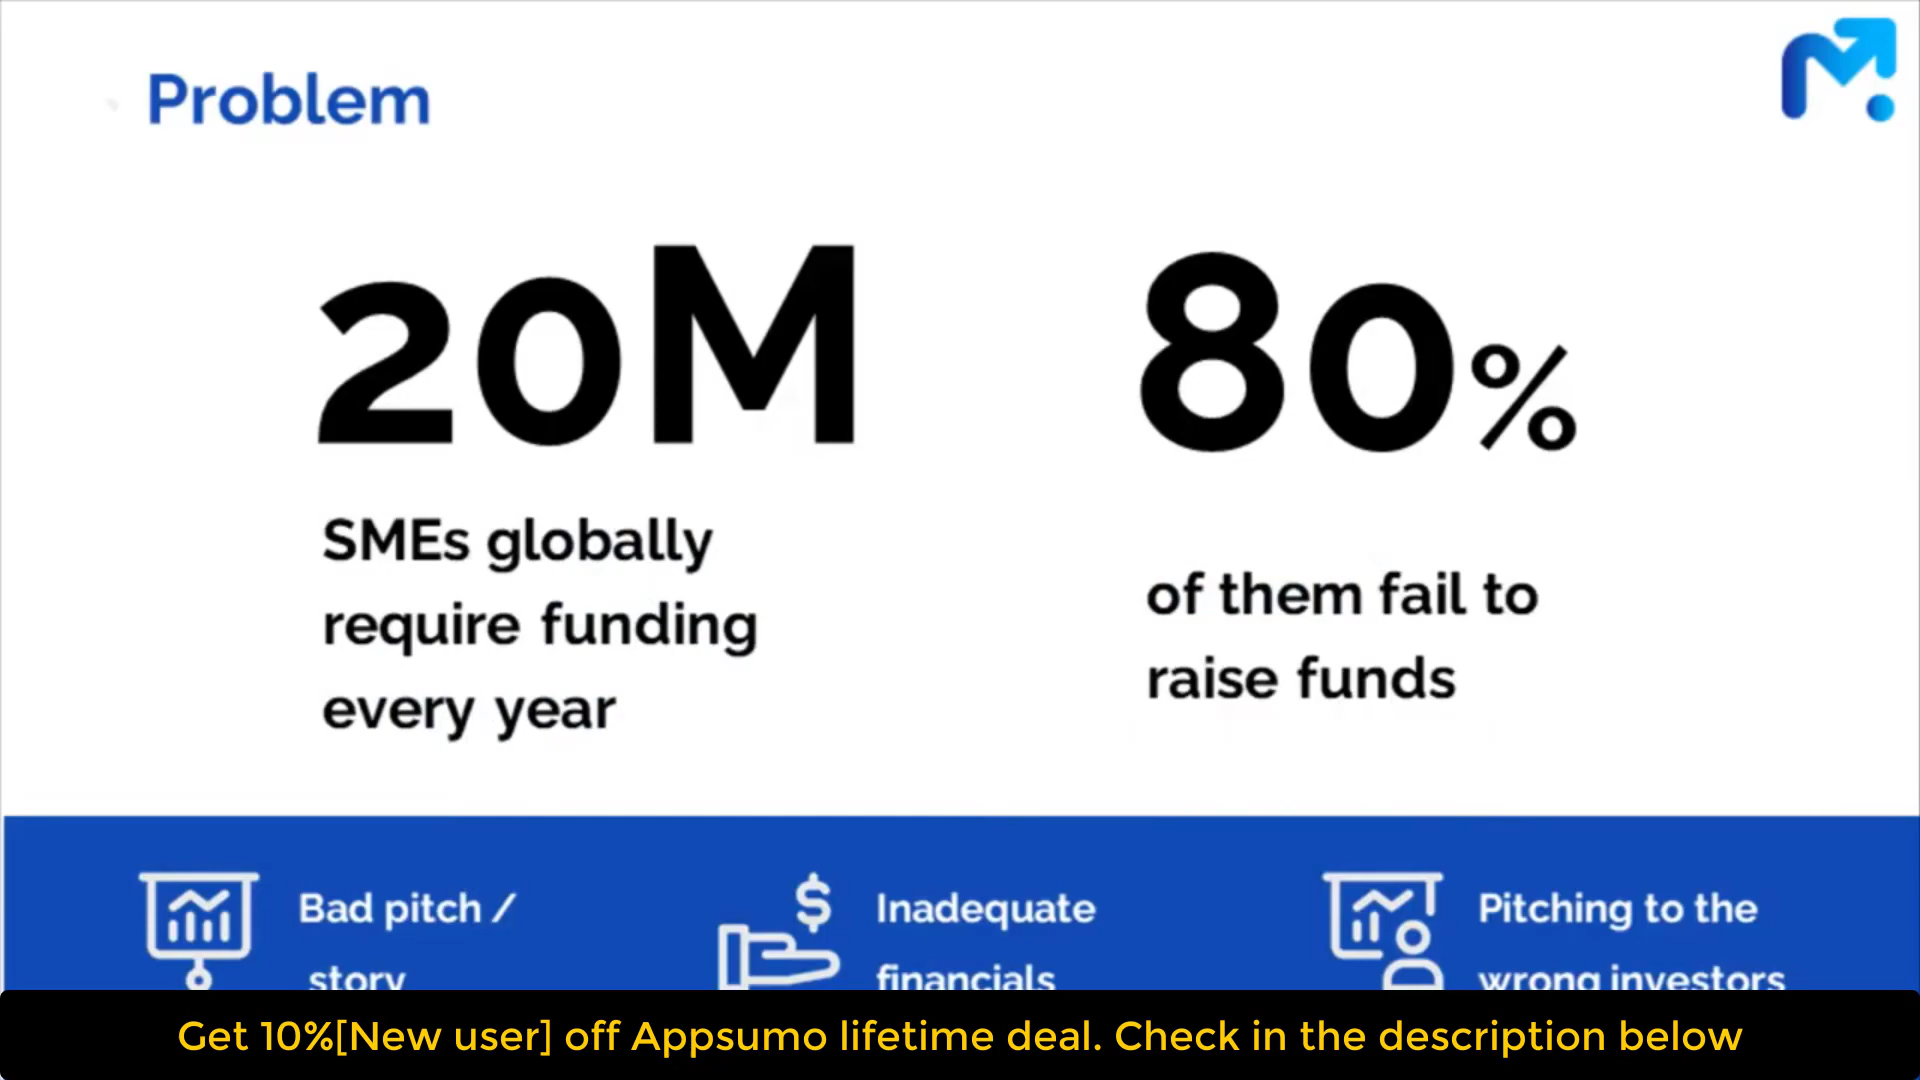 Problem
20M
SMEs globally
require funding
every year
80%
of them fail to
raise funds
Bad pitch /
story
Inadequate
financials
Pitching to the
wrong investors
Get 10%[New user] off Appsumo lifetime deal. Check in the description below